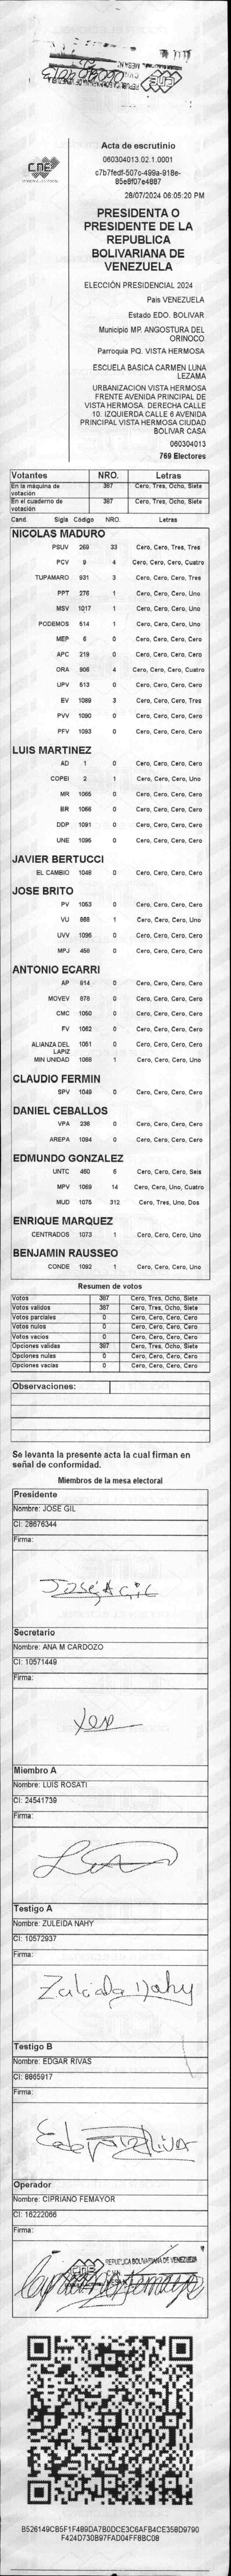 CNE
Acta de escrutinio
060304013.02.1.0001
c7b7fedf-507c-499a-918e-
85e8f07e4887
28/07/2024 06:05:20 PM
PRESIDENTA O
PRESIDENTE DE LA
REPUBLICA
BOLIVARIANA DE
VENEZUELA
ELECCIÓN PRESIDENCIAL 2024
Pais VENEZUELA
Estado EDO. BOLIVAR
Municipio MP. ANGOSTURA DEL
ORINOCO
Parroquia PQ. VISTA HERMOSA
ESCUELA BASICA CARMEN LUNA
LEZAMA
URBANIZACION VISTA HERMOSA
FRENTE AVENIDA PRINCIPAL DE
VISTA HERMOSA. DERECHA CALLE
10. IZQUIERDA CALLE 6 AVENIDA
PRINCIPAL VISTA HERMOSA CIUDAD
BOLIVAR CASA
060304013
769 Electores
Votantes NRO. Letras
En la máquina de votación 387 Cero, Tres, Ocho, Siete
En el cuaderno de votación 387 Cero, Tres, Ocho, Siete
Cand. Sigla Código NRO. Letras
NICOLAS MADURO
PSUV 269 33 Cero, Cero, Tres, Tres
PCV 9 4 Cero, Cero, Cero, Cuatro
TUPAMARO 931 3 Cero, Cero, Cero, Tres
PPT 276 1 Cero, Cero, Cero, Uno
MSV 1017 1 Cero, Cero, Cero, Uno
PODEMOS 514 1 Cero, Cero, Cero, Uno
MEP 6 0 Cero, Cero, Cero, Cero
APC 219 0 Cero, Cero, Cero, Cero
ORA 906 4 Cero, Cero, Cero, Cuatro
UPV 513 0 Cero, Cero, Cero, Cero
EV 1089 3 Cero, Cero, Cero, Tres
PVV 1090 0 Cero, Cero, Cero, Cero
PFV 1093 0 Cero, Cero, Cero, Cero
LUIS MARTINEZ
AD 1 0 Cero, Cero, Cero, Cero
COPEI 2 1 Cero, Cero, Cero, Uno
MR 1065 0 Cero, Cero, Cero, Cero
BR 1066 0 Cero, Cero, Cero, Cero
DDP 1091 0 Cero, Cero, Cero, Cero
UNE 1095 0 Cero, Cero, Cero, Cero
JAVIER BERTUCCI
EL CAMBIO 1048 0 Cero, Cero, Cero, Cero
JOSE BRITO
PV 1053 0 Cero, Cero, Cero, Cero
VU 868 1 Cero, Cero, Cero, Uno
UVV 1096 0 Cero, Cero, Cero, Cero
MPJ 458 0 Cero, Cero, Cero, Cero
ANTONIO ECARRI
AP 814 0 Cero, Cero, Cero, Cero
MOVEV 878 0 Cero, Cero, Cero, Cero
CMC 1050 0 Cero, Cero, Cero, Cero
FV 1062 0 Cero, Cero, Cero, Cero
ALIANZA DEL LAPIZ 1051 0 Cero, Cero, Cero, Cero
MIN UNIDAD 1068 1 Cero, Cero, Cero, Uno
CLAUDIO FERMIN
SPV 1049 0 Cero, Cero, Cero, Cero
DANIEL CEBALLOS
VPA 236 0 Cero, Cero, Cero, Cero
AREPA 1094 0 Cero, Cero, Cero, Cero
EDMUNDO GONZALEZ
UNTC 460 6 Cero, Cero, Cero, Seis
MPV 1069 14 Cero, Cero, Uno, Cuatro
MUD 1075 312 Cero, Tres, Uno, Dos
ENRIQUE MARQUEZ
CENTRADOS 1073 1 Cero, Cero, Cero, Uno
BENJAMIN RAUSSEO
CONDE 1092 1 Cero, Cero, Cero, Uno
Resumen de votos
Votos 387 Cero, Tres, Ocho, Siete
Votos validos 387 Cero, Tres, Ocho, Siete
Votos parciales 0 Cero, Cero, Cero, Cero
Votos nulos 0 Cero, Cero, Cero, Cero
Votos vacios 0 Cero, Cero, Cero, Cero
Opciones validas 387 Cero, Tres, Ocho, Siete
Opciones nulas 0 Cero, Cero, Cero, Cero
Opciones vacias 0 Cero, Cero, Cero, Cero
Observaciones:
Se levanta la presente acta la cual firman en
señal de conformidad.
Miembros de la mesa electoral
Presidente
Nombre: JOSE GIL
CI: 28676344
Firma:
José A Gil
Secretario
Nombre: ANA M CARDOZO
CI: 10571449
Firma:
Miembro A
Nombre: LUIS ROSATI
CI: 24541739
Firma:
Testigo A
Nombre: ZULEIDA NAHY
CI: 10572937
Firma:
Zuleida Nahy
Testigo B
Nombre: EDGAR RIVAS
CI: 8865917
Firma:
Operador
Nombre: CIPRIANO FEMAYOR
CI: 16222066
Firma:
REPUBLICA BOLIVARIANA DE VENEZUELA
B526149CB5F1F489DA7B0DCE3C6AFB4CE358D9790
F424D730B97FAD04FF8BC08